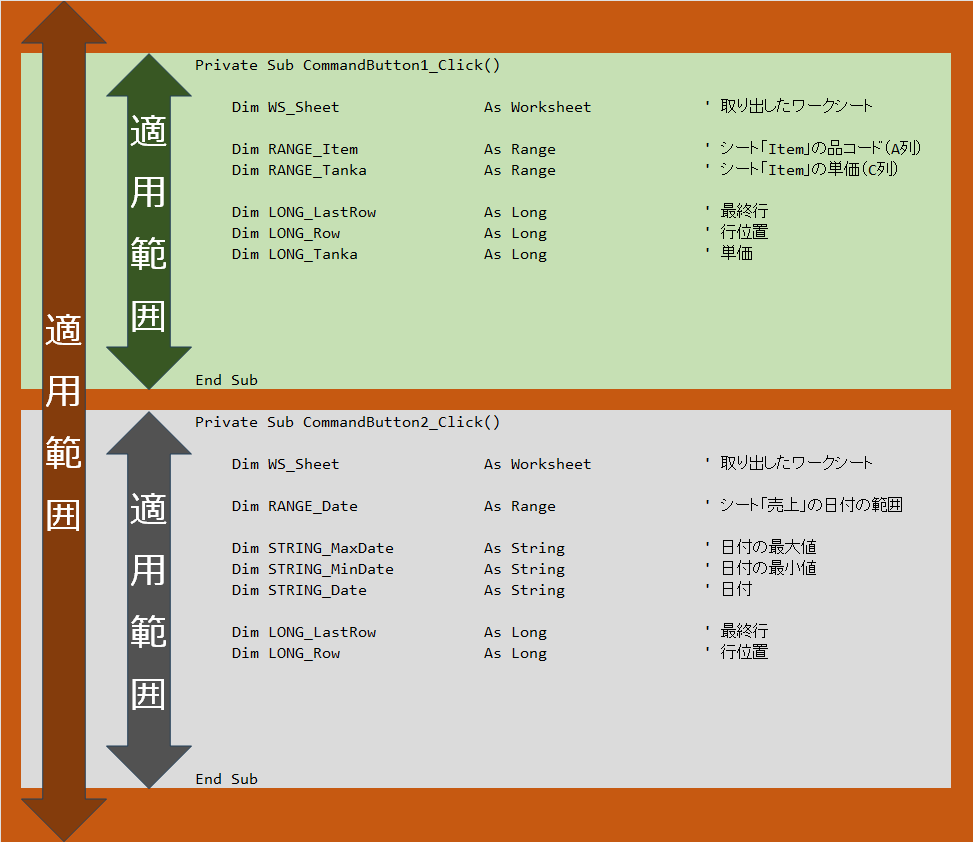 適用範囲
適用範囲
Private Sub CommandButton1_Click()
Dim WS_Sheet As Worksheet ' 取り出したワークシート
Dim RANGE_Item As Range ' シート「Item」の品コード(A列)
Dim RANGE_Tanka As Range ' シート「Item」の単価(C列)
Dim LONG_LastRow As Long ' 最終行
Dim LONG_Row As Long ' 行位置
Dim LONG_Tanka As Long ' 単価
End Sub
適用範囲
Private Sub CommandButton2_Click()
Dim WS_Sheet As Worksheet ' 取り出したワークシート
Dim RANGE_Date As Range ' シート「売上」の日付の範囲
Dim STRING_MaxDate As String ' 日付の最大値
Dim STRING_MinDate As String ' 日付の最小値
Dim STRING_Date As String ' 日付
Dim LONG_LastRow As Long ' 最終行
Dim LONG_Row As Long ' 行位置
End Sub